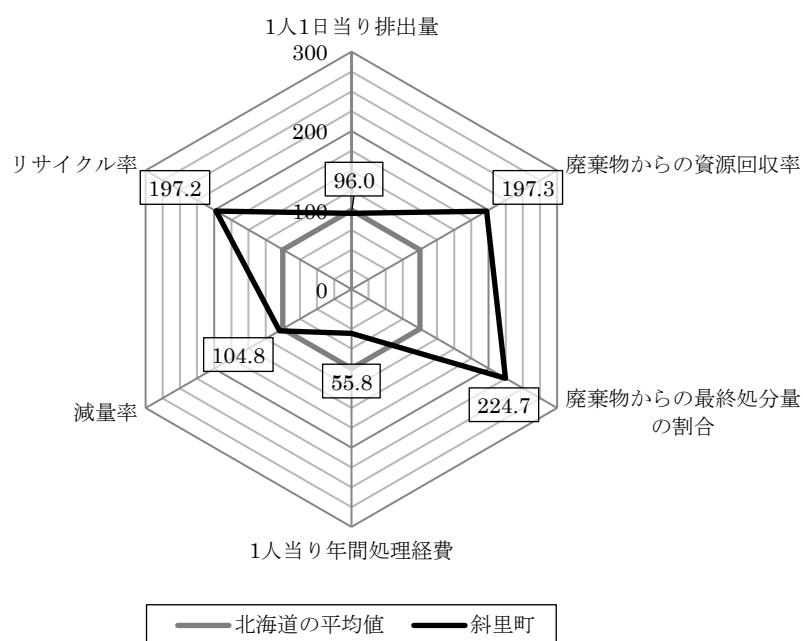 1人1日当り排出量
300
200
100
0
96.0
廃棄物からの資源回収率
197.3
廃棄物からの最終処分量
の割合
224.7
1人当り年間処理経費
55.8
減量率
104.8
リサイクル率
197.2
北海道の平均値
斜里町